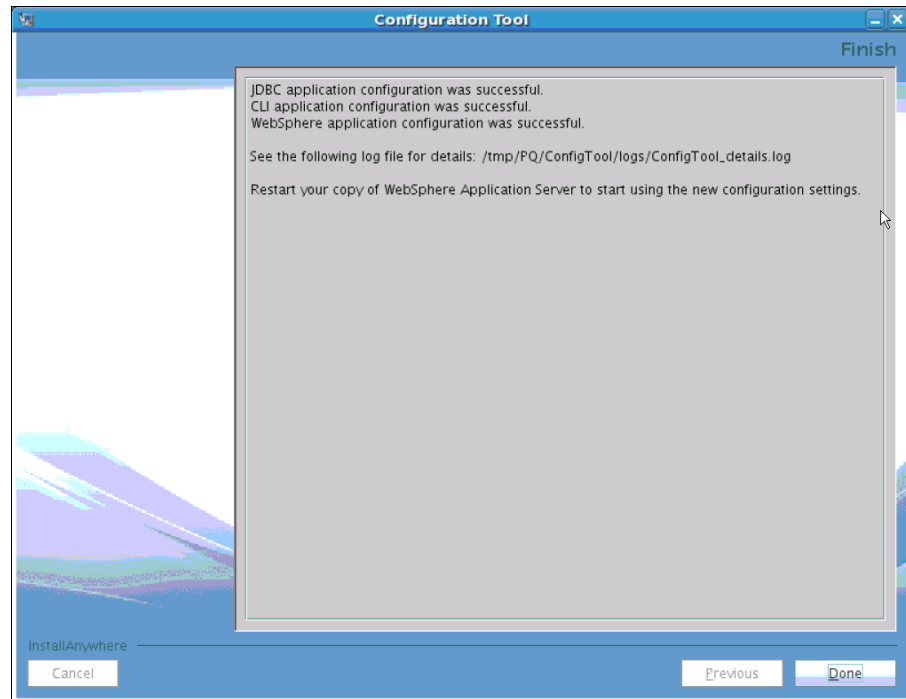 Configuration Tool
Finish
JDBC application configuration was successful.
CLI application configuration was successful.
WebSphere application configuration was successful.
See the following log file for details: /tmp/PQ/ConfigTool/logs/ConfigTool_details.log
Restart your copy of WebSphere Application Server to start using the new configuration settings.
InstallAnywhere
Cancel
Previous
Done